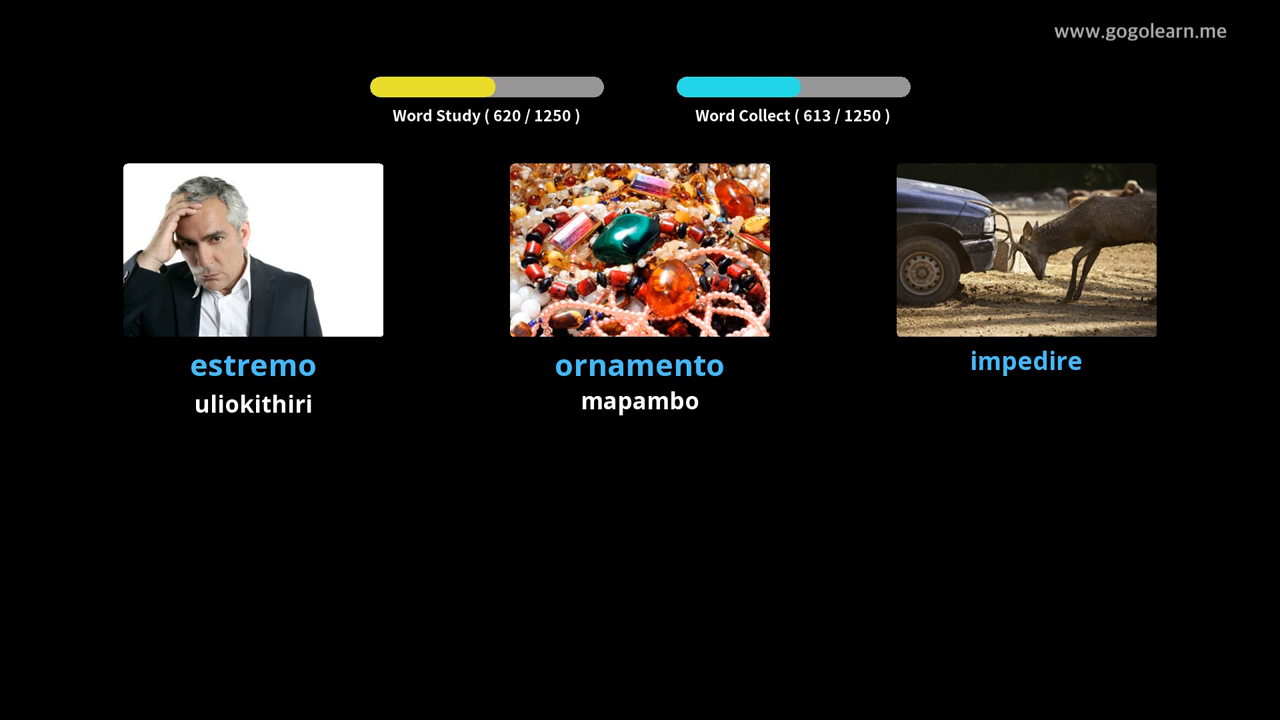 www.gogolearn.me
Word Study ( 620 / 1250 )
Word Collect ( 613 / 1250 )
estremo
ornamento
impedire
uliokithiri
mapambo